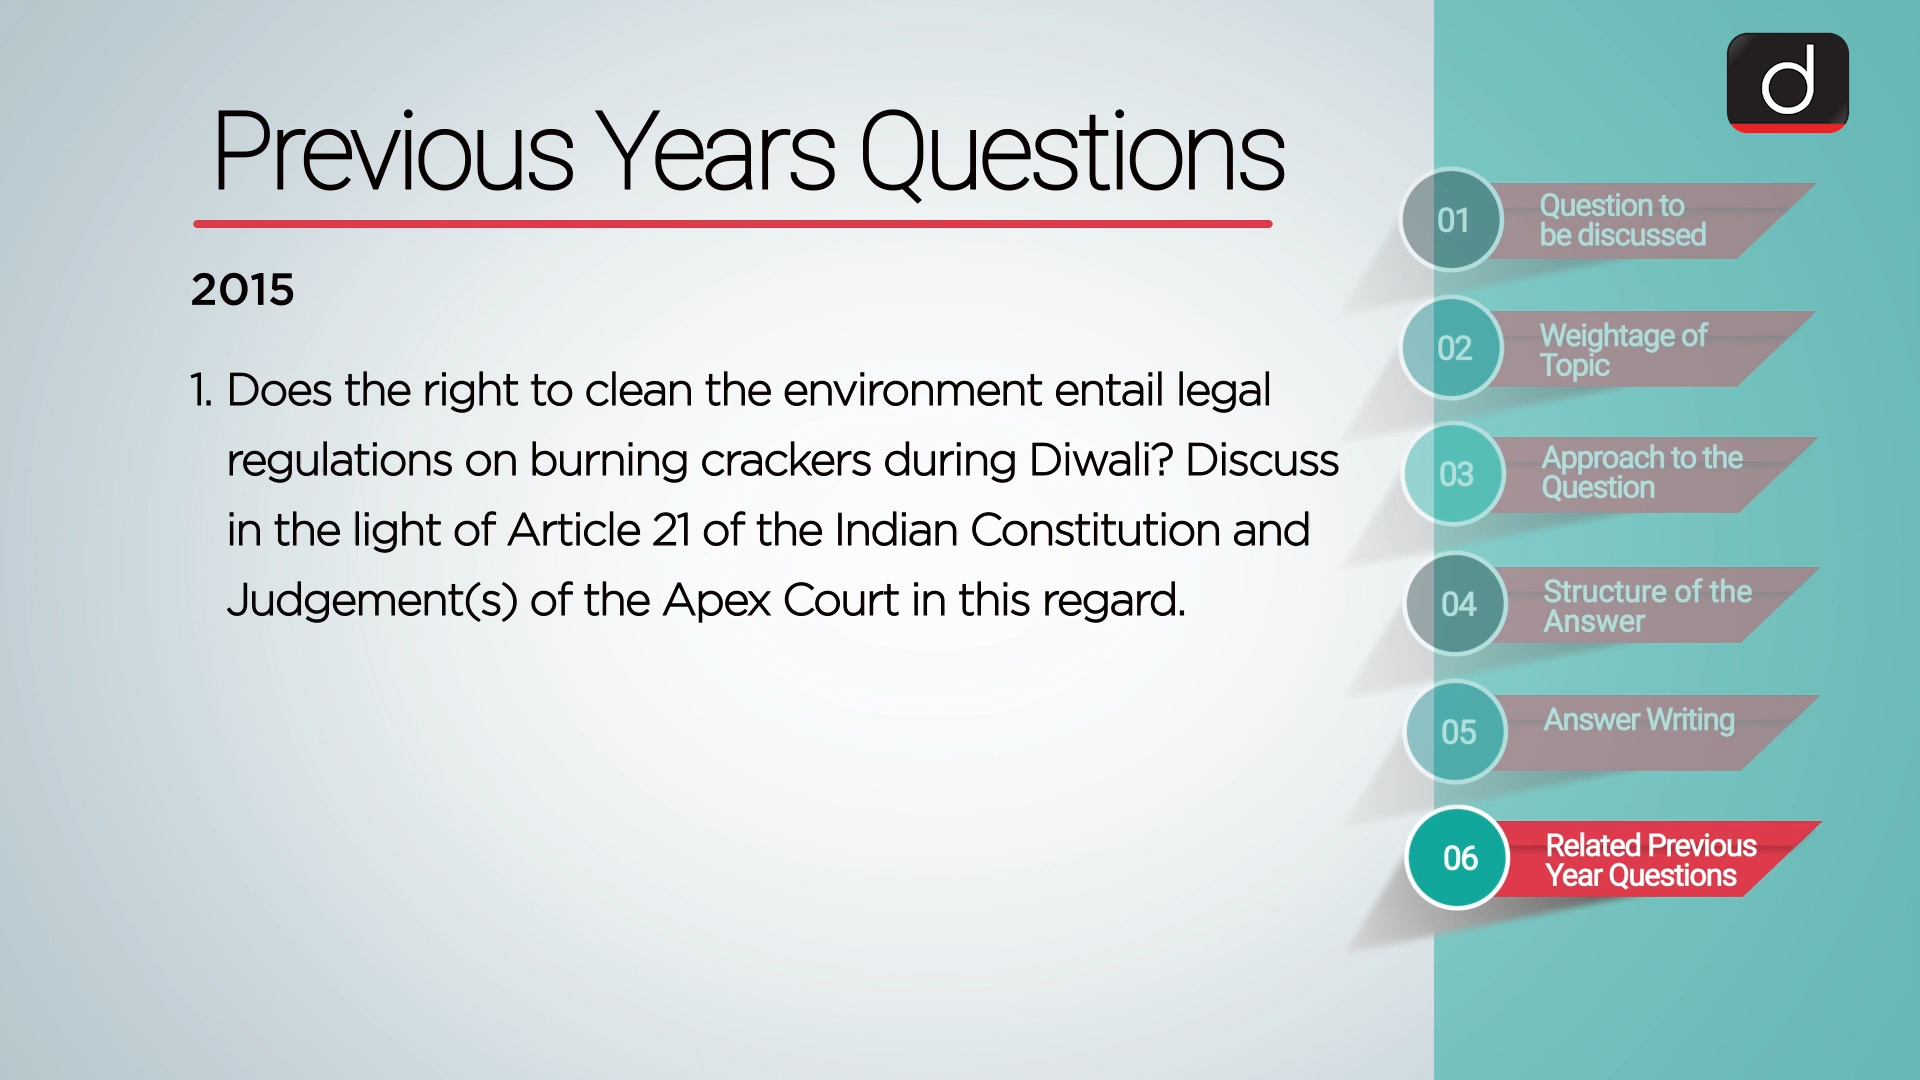 Previous Years Questions
2015
1. Does the right to clean the environment entail legal
regulations on burning crackers during Diwali? Discuss
in the light of Article 21 of the Indian Constitution and
Judgement(s) of the Apex Court in this regard.
d
01
Question to
be discussed
02
Weightage of
Topic
03
Approach to the
Question
04
Structure of the
Answer
05
Answer Writing
06
Related Previous
Year Questions